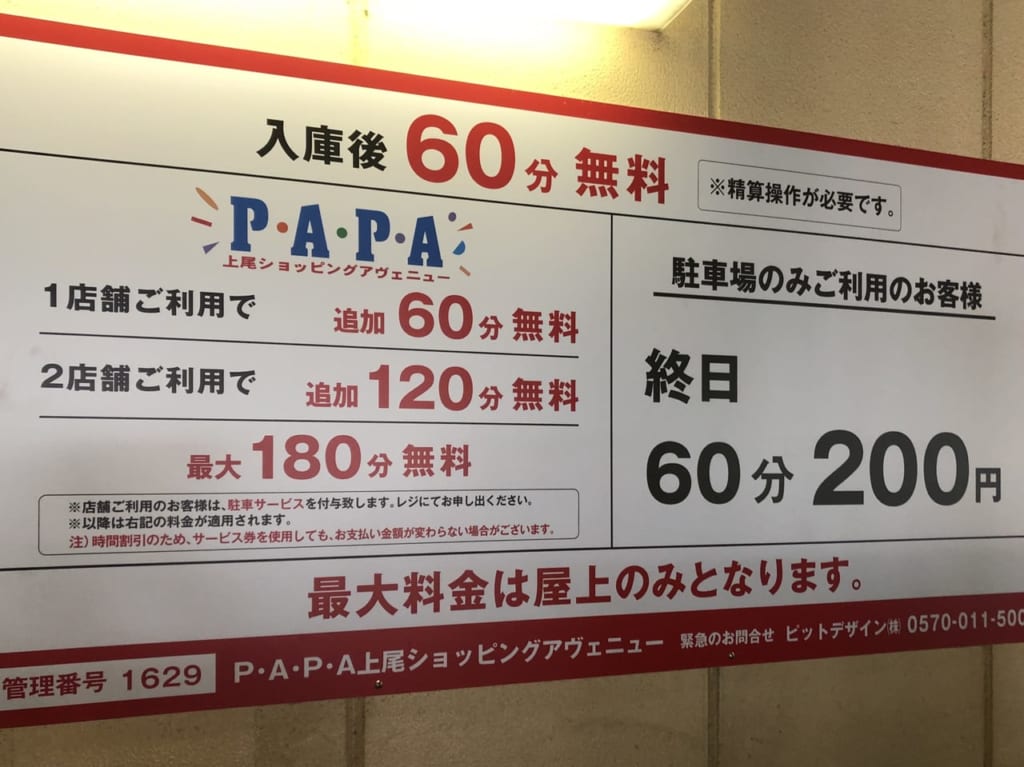 入庫後 60分 無料
※精算操作が必要です。
P・A・P・A
上尾ショッピングアヴェニュー
1店舗ご利用で 追加 60分 無料
2店舗ご利用で 追加 120分 無料
最大 180分 無料
※店舗ご利用のお客様は、駐車サービスを付与致します。レジにてお申し出ください。
※以降は右記の料金が適用されます。
注）時間割引のため、サービス券を使用しても、お支払い金額が変わらない場合がございます。
駐車場のみご利用のお客様
終日
60分 200円
最大料金は屋上のみとなります。
管理番号 1629 P・A・P・A上尾ショッピングアヴェニュー 緊急のお問合せ ピットデザイン㈱ 0570-011-500